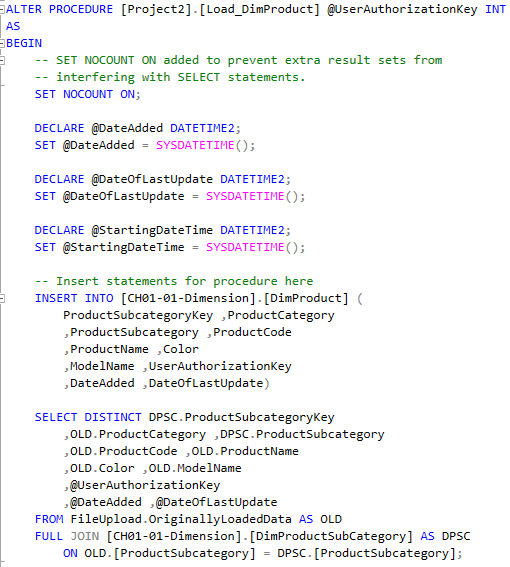 ALTER PROCEDURE [Project2].[Load_DimProduct] @UserAuthorizationKey INT
AS
BEGIN
-- SET NOCOUNT ON added to prevent extra result sets from
-- interfering with SELECT statements.
SET NOCOUNT ON;
DECLARE @DateAdded DATETIME2;
SET @DateAdded = SYSDATETIME();
DECLARE @DateOfLastUpdate DATETIME2;
SET @DateOfLastUpdate = SYSDATETIME();
DECLARE @StartingDateTime DATETIME2;
SET @StartingDateTime = SYSDATETIME();
-- Insert statements for procedure here
INSERT INTO [CH01-01-Dimension].[DimProduct] (
ProductSubcategoryKey ,ProductCategory
,ProductSubcategory ,ProductCode
,ProductName ,Color
,ModelName ,UserAuthorizationKey
,DateAdded ,DateOfLastUpdate)
SELECT DISTINCT DPSC.ProductSubcategoryKey
,OLD.ProductCategory ,DPSC.ProductSubcategory
,OLD.ProductCode ,OLD.ProductName
,OLD.Color ,OLD.ModelName
,@UserAuthorizationKey
,@DateAdded ,@DateOfLastUpdate
FROM FileUpload.OriginallyLoadedData AS OLD
FULL JOIN [CH01-01-Dimension].[DimProductSubCategory] AS DPSC
ON OLD.[ProductSubcategory] = DPSC.[ProductSubcategory];